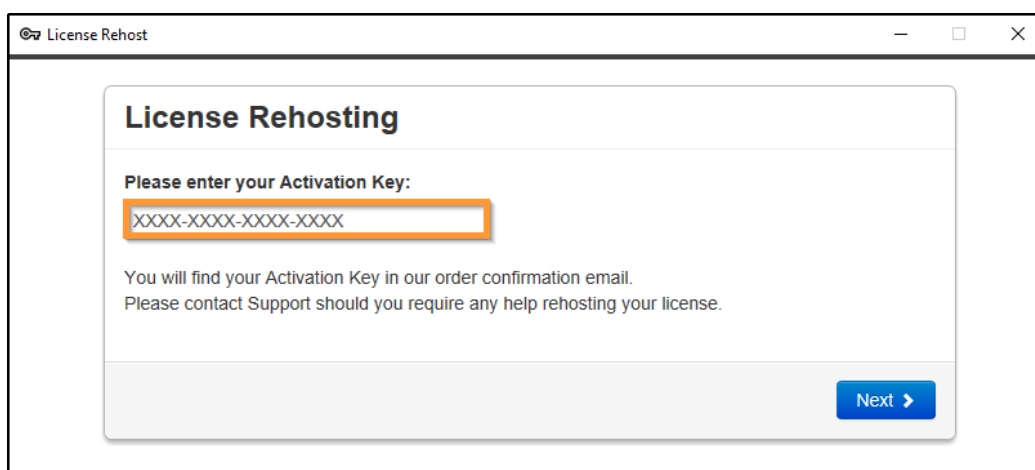 License Rehost
License Rehosting
Please enter your Activation Key:
XXXX-XXXX-XXXX-XXXX
You will find your Activation Key in our order confirmation email.
Please contact Support should you require any help rehosting your license.
Next